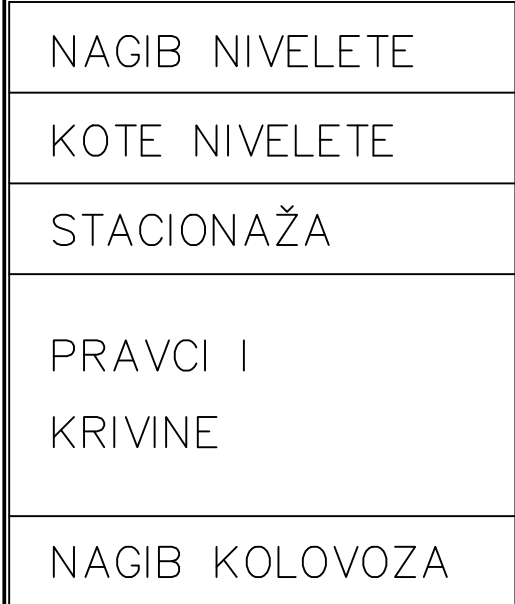 NAGIB NIVELETE
KOTE NIVELETE
STACIONAŽA
PRAVCI I
KRIVINE
NAGIB KOLOVOZA